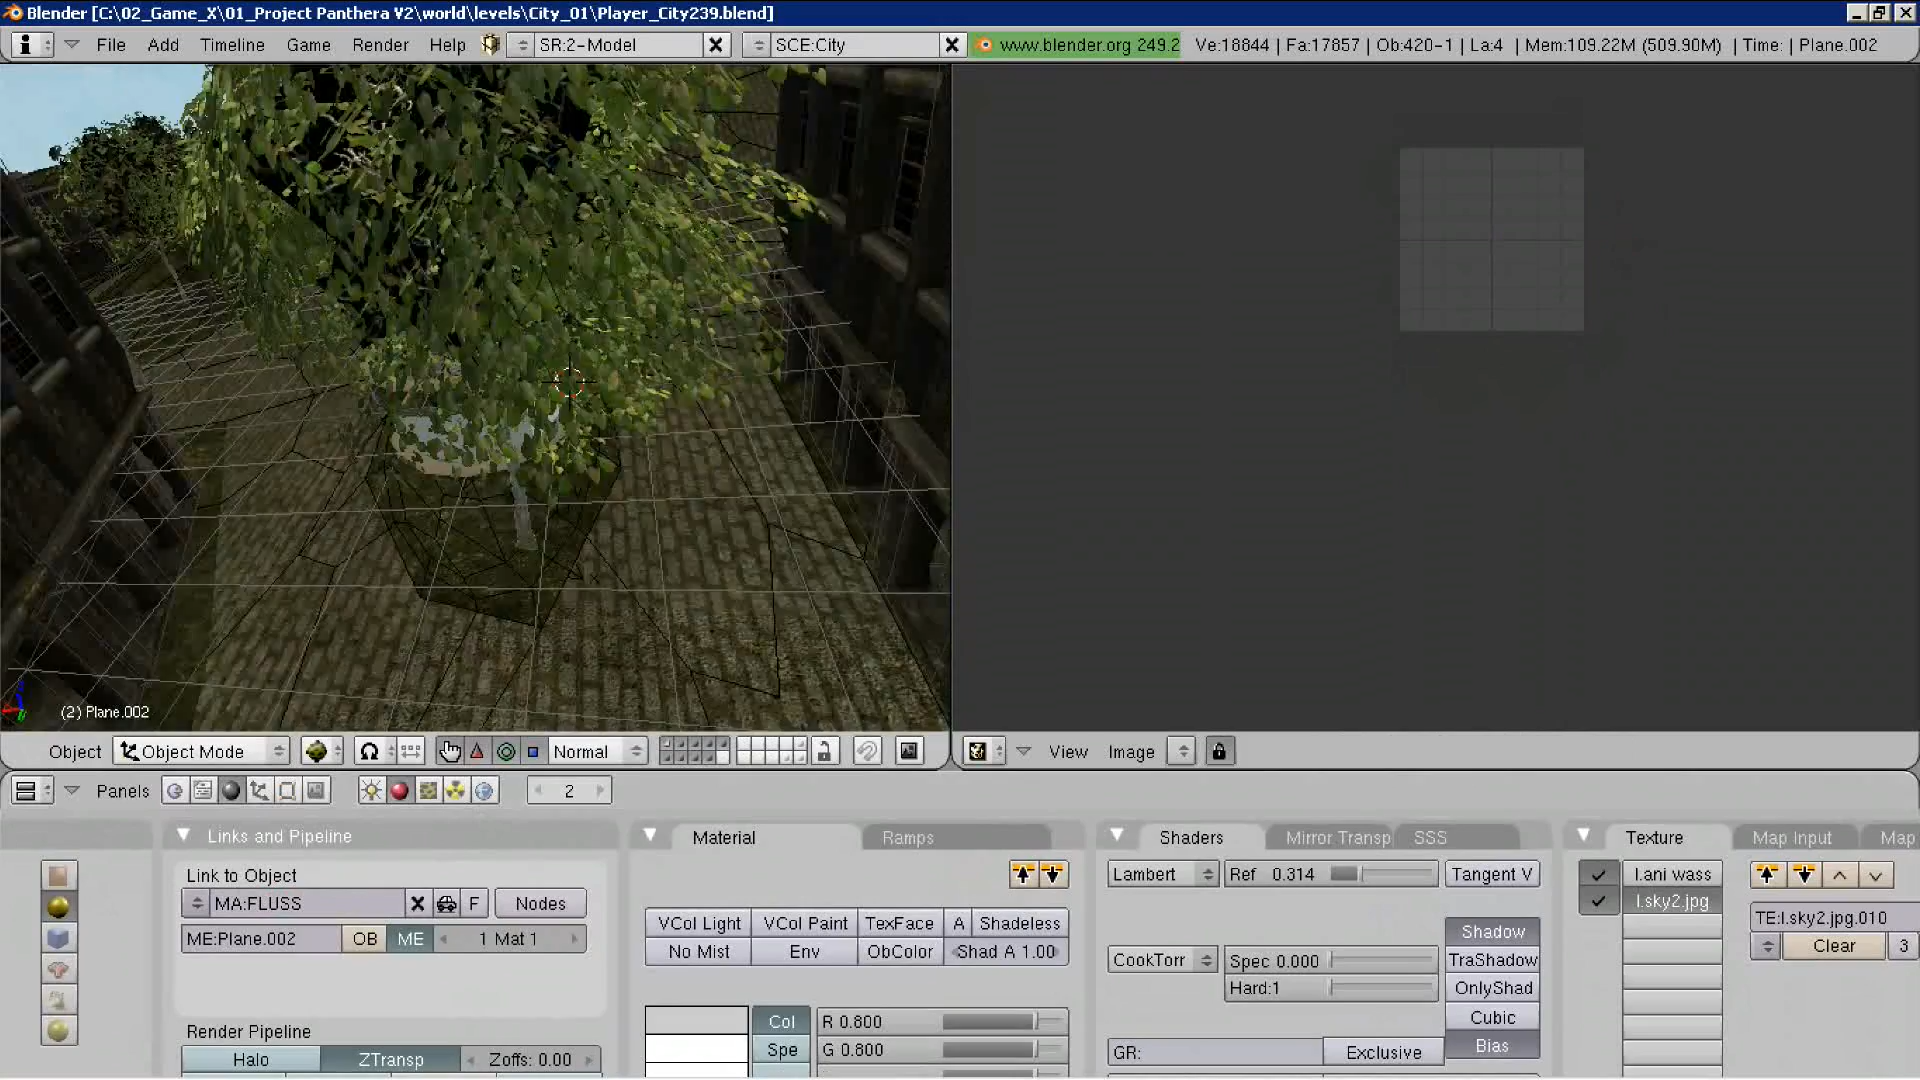 Blender [C:\02_Game_X\01_Project Panthera V2\world\levels\City_01\Player_City239.blend]
File Add Timeline Game Render Help SR:2-Model SCE:City www.blender.org 249.2 Ve:18844 | Fa:17857 | Ob:420-1 | La:4 | Mem:109.22M (509.90M) | Time: | Plane.002
(2) Plane.002
Object Object Mode Normal View Image
Panels 2
Links and Pipeline Material Ramps Shaders Mirror Transp SSS Texture Map Input Map
Link to Object
MA:FLUSS F Nodes
ME:Plane.002 OB ME 1 Mat 1
Render Pipeline
Halo ZTransp Zoffs: 0.00
VCol Light VCol Paint TexFace A Shadeless
No Mist Env ObColor Shad A 1.00
Col R 0.800
Spe G 0.800
Lambert Ref 0.314 Tangent V
Shadow
CookTorr Spec 0.000 TraShadow
Hard:1 OnlyShad
Cubic
GR: Exclusive Bias
I.ani wass
I.sky2.jpg
TE:I.sky2.jpg.010
Clear 3